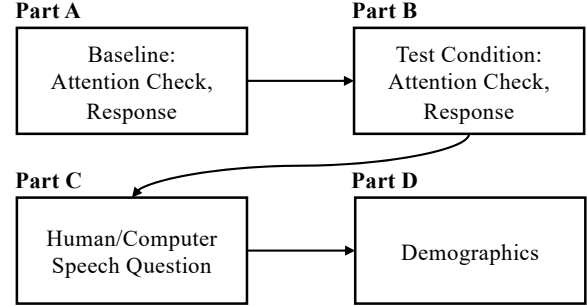 Part A
Baseline:
Attention Check,
Response
Part B
Test Condition:
Attention Check,
Response
Part C
Human/Computer
Speech Question
Part D
Demographics